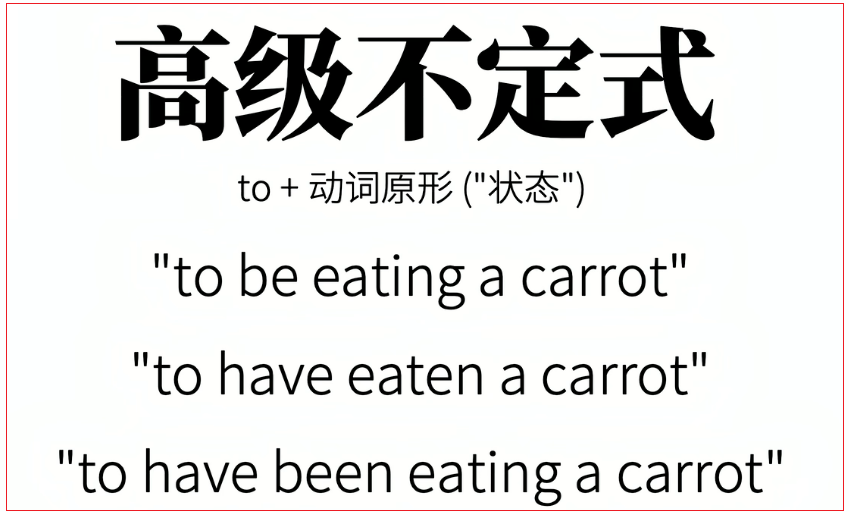 高级不定式
to + 动词原形 ("状态")
"to be eating a carrot"
"to have eaten a carrot"
"to have been eating a carrot"